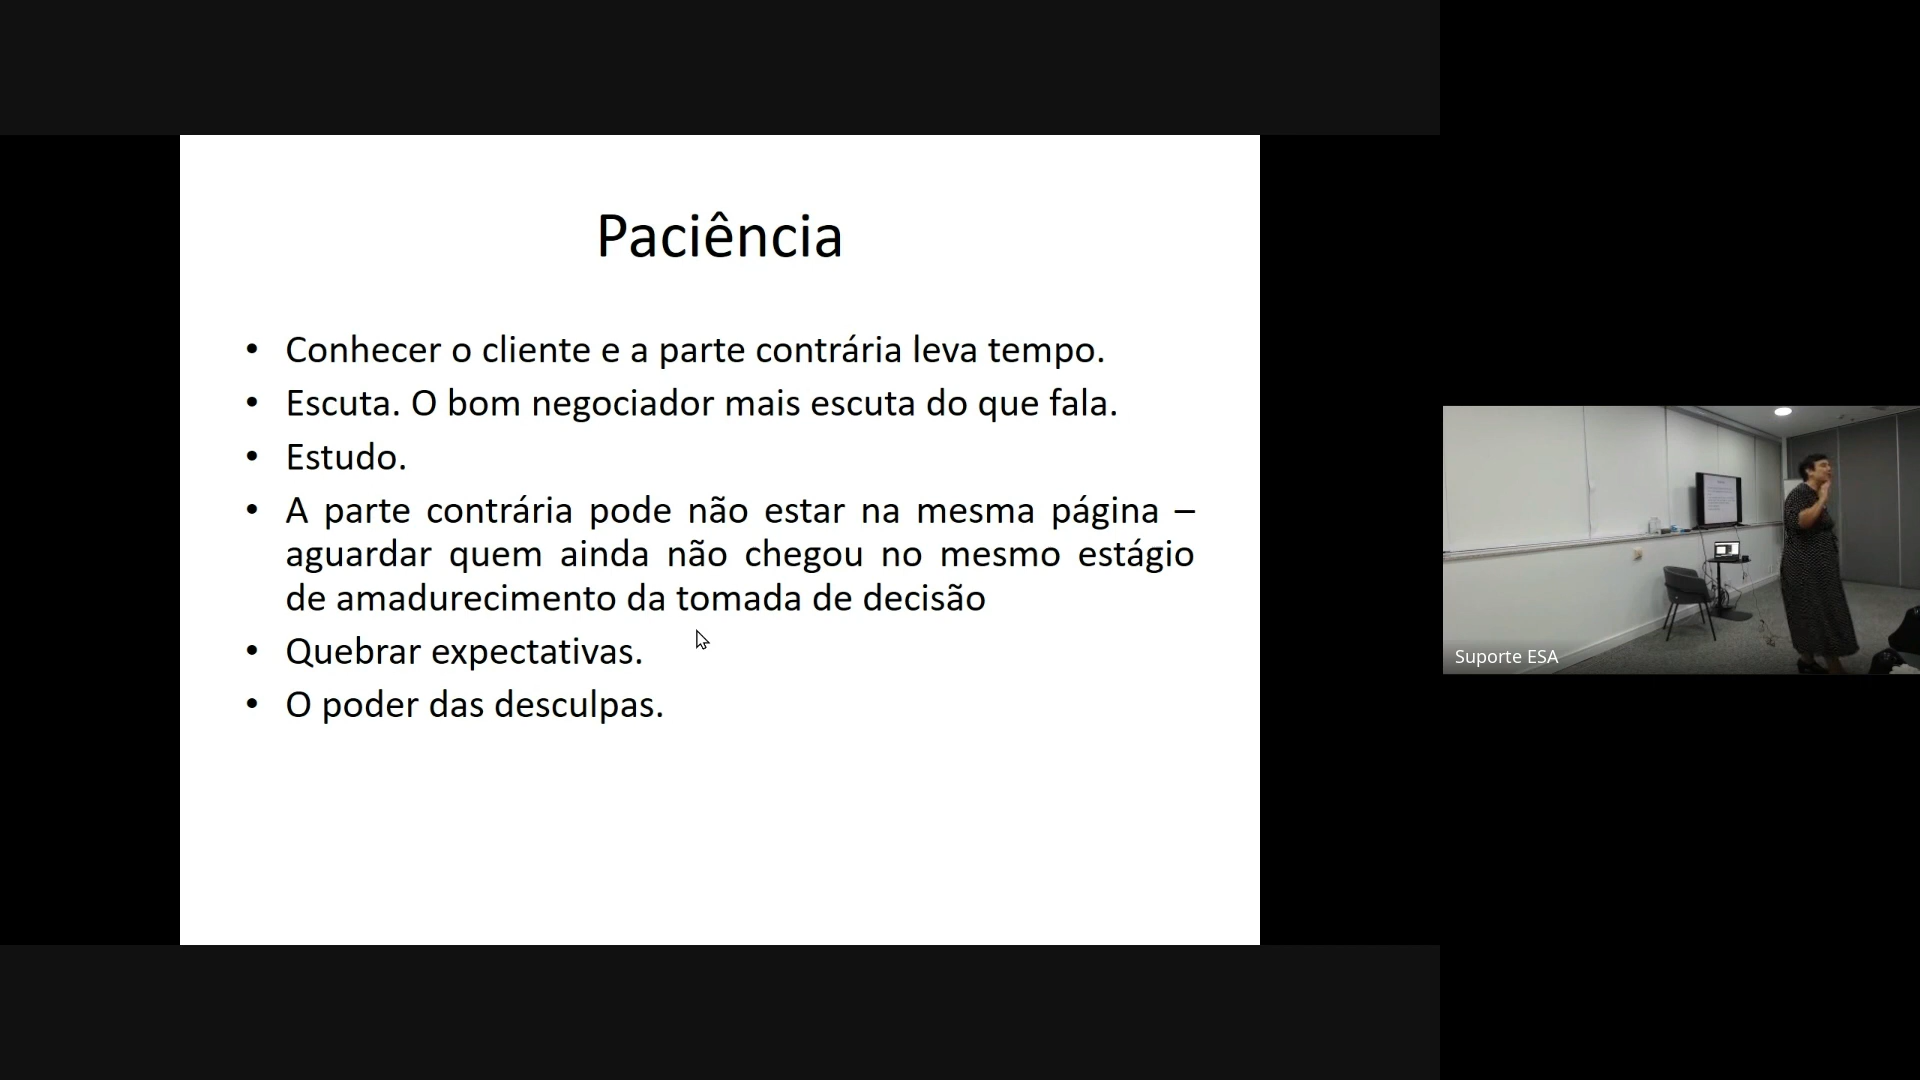 Paciência
• Conhecer o cliente e a parte contrária leva tempo.
• Escuta. O bom negociador mais escuta do que fala.
• Estudo.
• A parte contrária pode não estar na mesma página –
aguardar quem ainda não chegou no mesmo estágio
de amadurecimento da tomada de decisão
• Quebrar expectativas.
• O poder das desculpas.
Suporte ESA